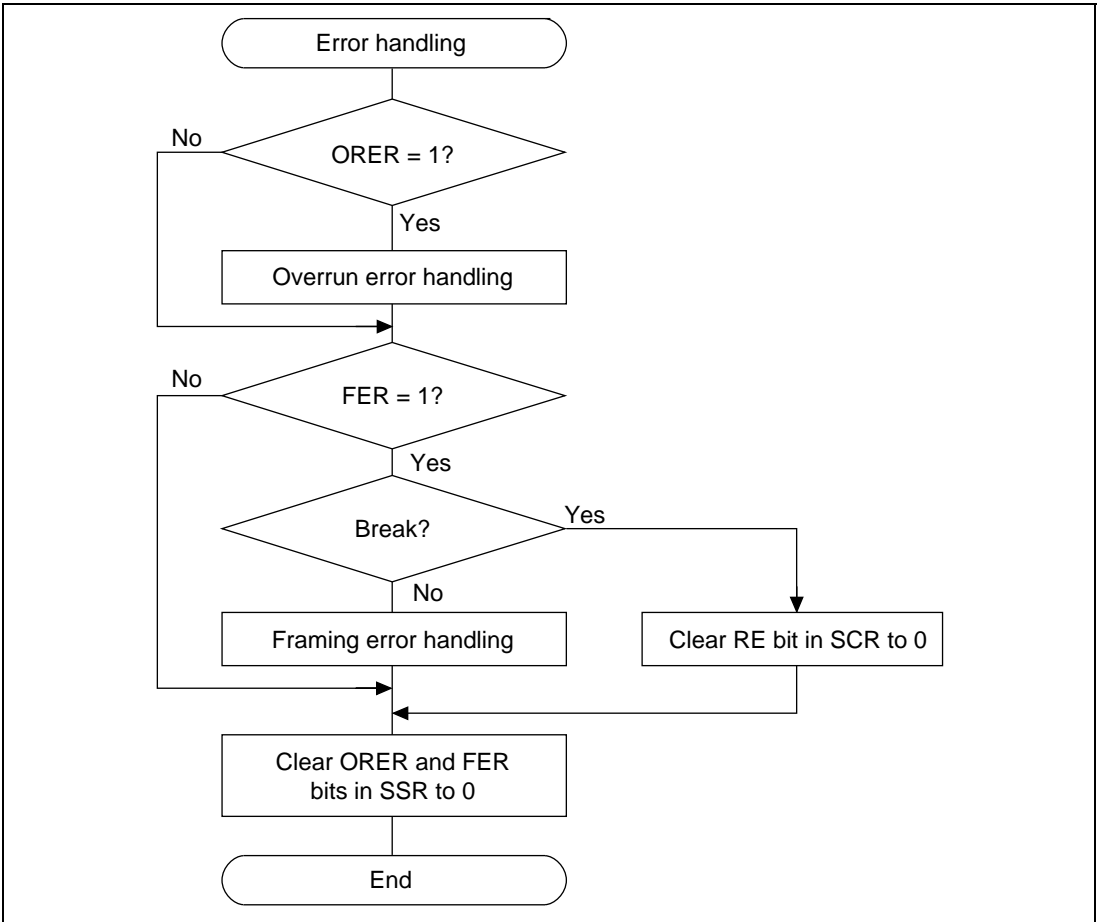 Error handling
No
ORER = 1?
Yes
Overrun error handling
No
FER = 1?
Yes
Break?
Yes
No
Framing error handling
Clear RE bit in SCR to 0
Clear ORER and FER
bits in SSR to 0
End